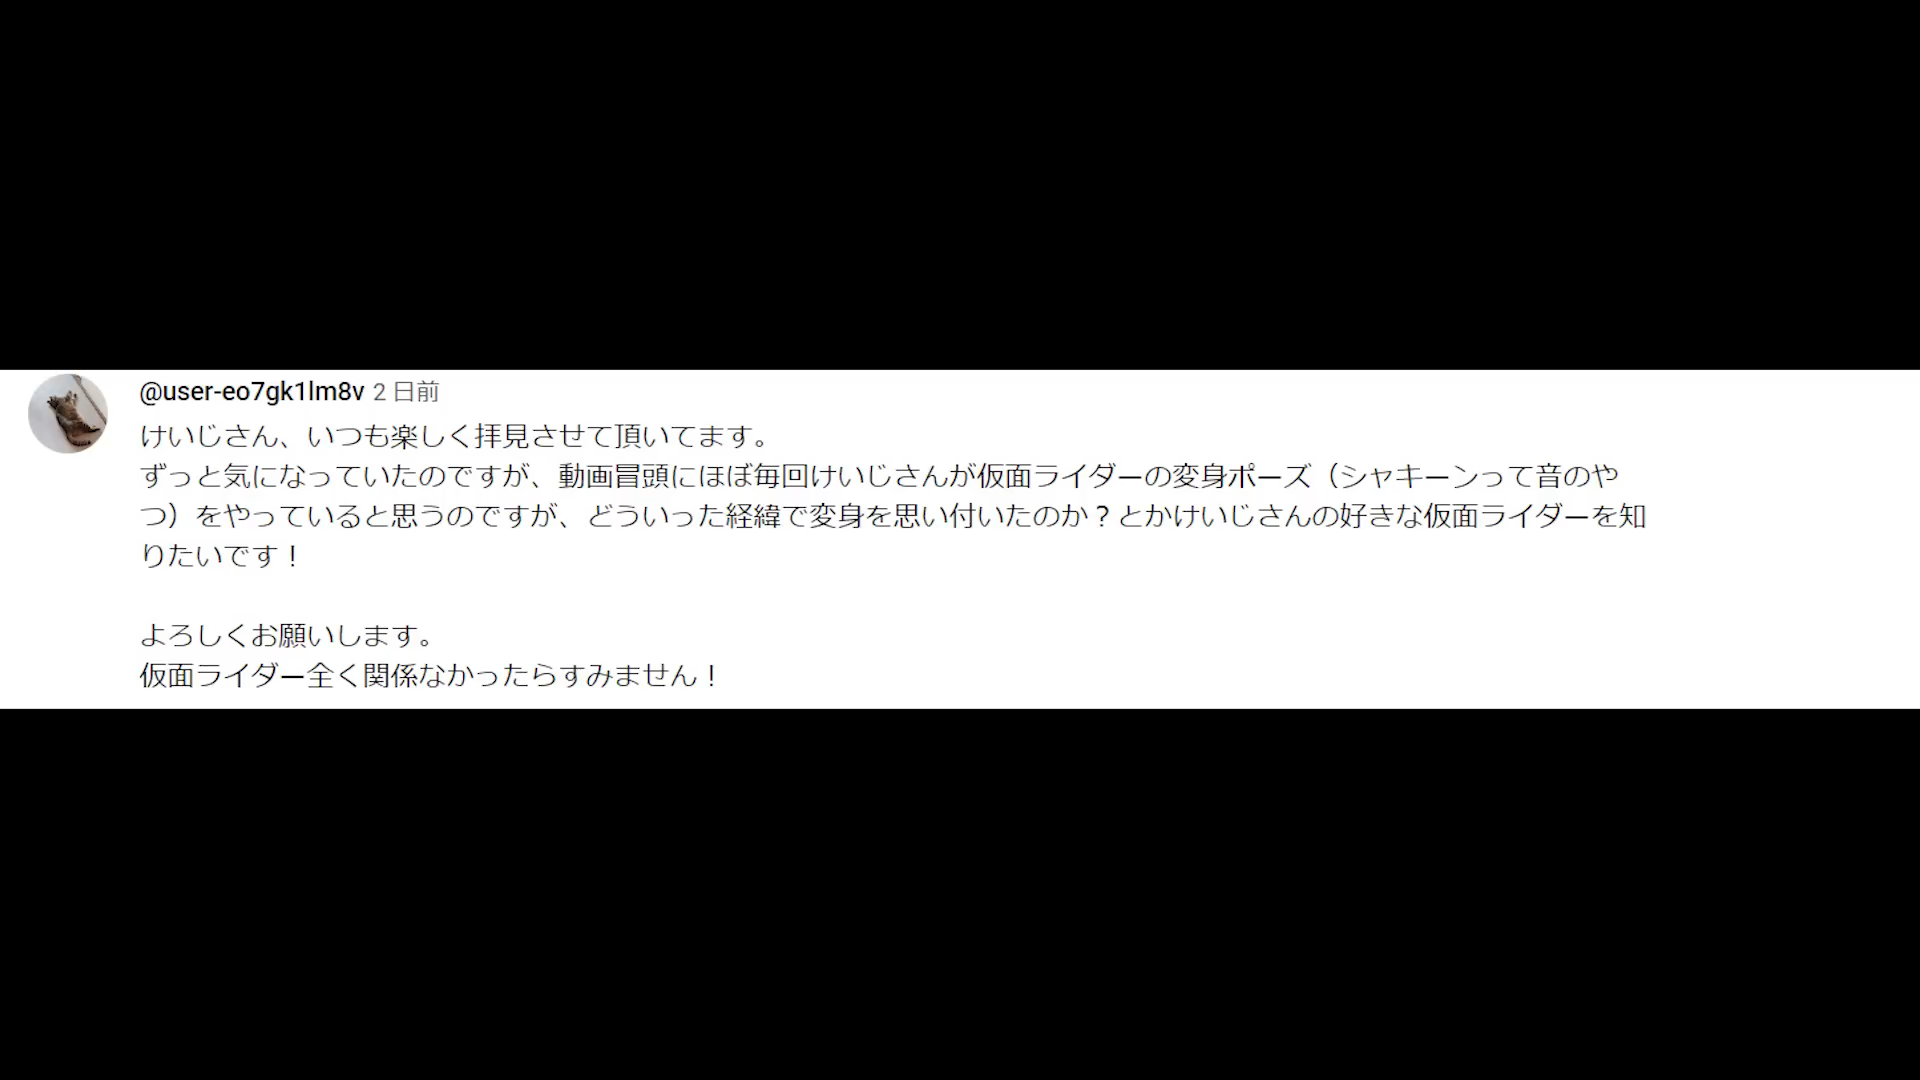 @user-eo7gk1lm8v 2 日前
けいじさん、いつも楽しく拝見させて頂いてます。
ずっと気になっていたのですが、動画冒頭にほぼ毎回けいじさんが仮面ライダーの変身ポーズ（シャキーンって音のや
つ）をやっていると思うのですが、どういった経緯で変身を思い付いたのか？とかけいじさんの好きな仮面ライダーを知
りたいです！
よろしくお願いします。
仮面ライダー全く関係なかったらすみません！